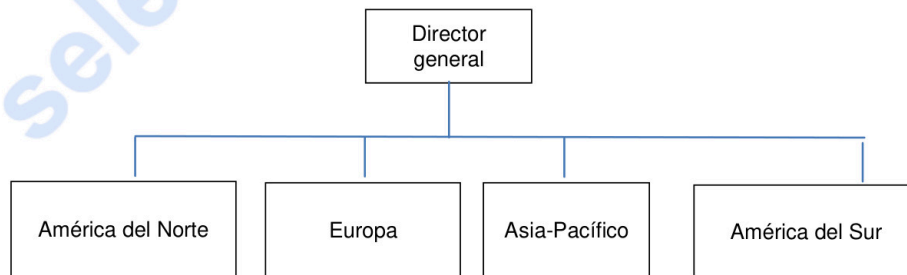 Director
general
América del Norte
Europa
Asia-Pacífico
América del Sur